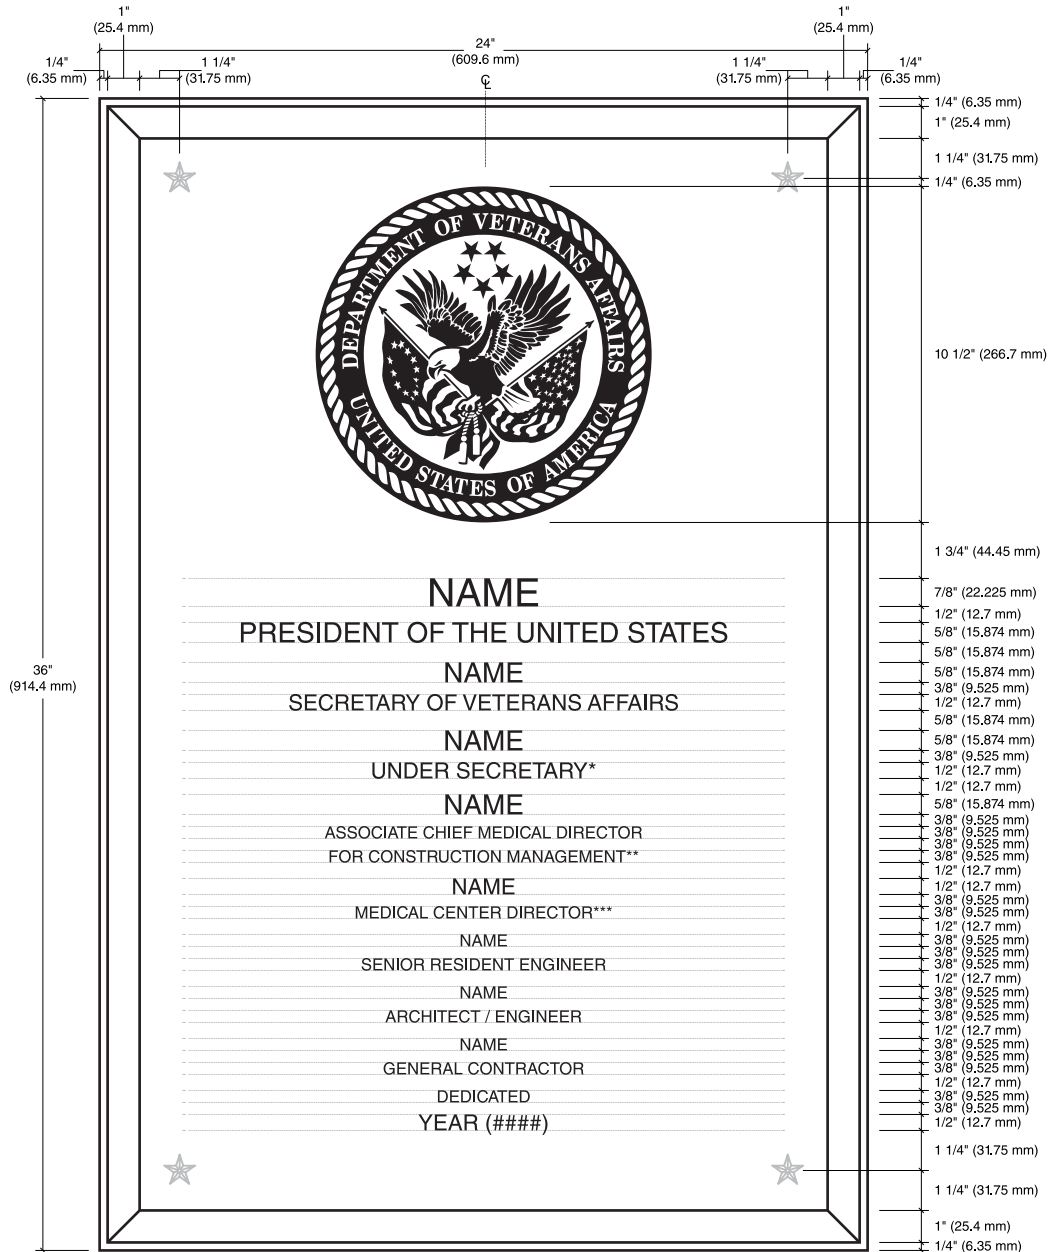 1"
(25.4 mm)
1"
(25.4 mm)
24"
(609.6 mm)
1/4"
(6.35 mm)
1 1/4"
(31.75 mm)
℄
1 1/4"
(31.75 mm)
1/4"
(6.35 mm)
1/4" (6.35 mm)
1" (25.4 mm)
1 1/4" (31.75 mm)
1/4" (6.35 mm)
DEPARTMENT OF VETERANS AFFAIRS
UNITED STATES OF AMERICA
10 1/2" (266.7 mm)
1 3/4" (44.45 mm)
NAME
7/8" (22.225 mm)
1/2" (12.7 mm)
PRESIDENT OF THE UNITED STATES
5/8" (15.874 mm)
5/8" (15.874 mm)
36"
(914.4 mm)
NAME
5/8" (15.874 mm)
3/8" (9.525 mm)
SECRETARY OF VETERANS AFFAIRS
1/2" (12.7 mm)
5/8" (15.874 mm)
NAME
5/8" (15.874 mm)
3/8" (9.525 mm)
UNDER SECRETARY*
1/2" (12.7 mm)
1/2" (12.7 mm)
NAME
5/8" (15.874 mm)
3/8" (9.525 mm)
ASSOCIATE CHIEF MEDICAL DIRECTOR
3/8" (9.525 mm)
3/8" (9.525 mm)
FOR CONSTRUCTION MANAGEMENT**
3/8" (9.525 mm)
1/2" (12.7 mm)
NAME
1/2" (12.7 mm)
3/8" (9.525 mm)
MEDICAL CENTER DIRECTOR***
3/8" (9.525 mm)
1/2" (12.7 mm)
NAME
3/8" (9.525 mm)
3/8" (9.525 mm)
SENIOR RESIDENT ENGINEER
3/8" (9.525 mm)
1/2" (12.7 mm)
NAME
3/8" (9.525 mm)
3/8" (9.525 mm)
ARCHITECT / ENGINEER
3/8" (9.525 mm)
1/2" (12.7 mm)
NAME
3/8" (9.525 mm)
3/8" (9.525 mm)
GENERAL CONTRACTOR
3/8" (9.525 mm)
1/2" (12.7 mm)
DEDICATED
3/8" (9.525 mm)
3/8" (9.525 mm)
YEAR (####)
1/2" (12.7 mm)
1 1/4" (31.75 mm)
1 1/4" (31.75 mm)
1" (25.4 mm)
1/4" (6.35 mm)